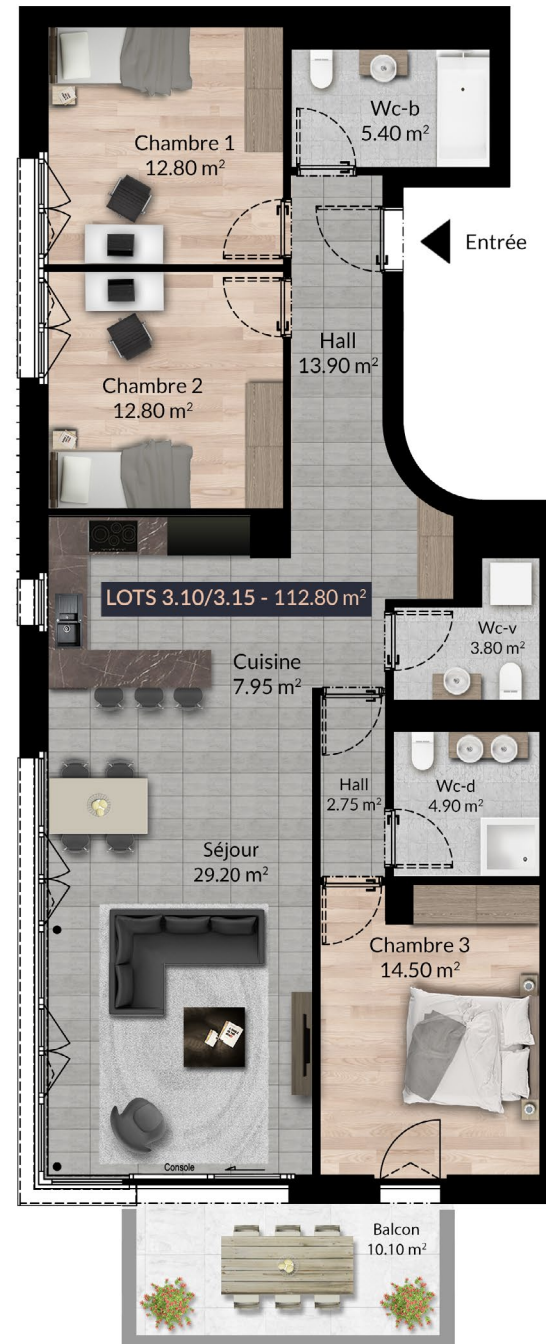 Wc-b
5.40 m²
Chambre 1
12.80 m²
Entrée
Hall
13.90 m²
Chambre 2
12.80 m²
LOTS 3.10/3.15 - 112.80 m²
Wc-v
3.80 m²
Cuisine
7.95 m²
Hall
2.75 m²
Wc-d
4.90 m²
Séjour
29.20 m²
Chambre 3
14.50 m²
Console
Balcon
10.10 m²